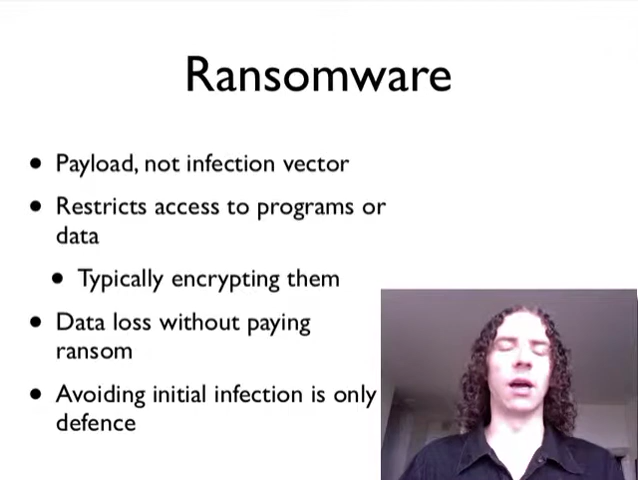 Ransomware
• Payload, not infection vector
• Restricts access to programs or
data
• Typically encrypting them
• Data loss without paying
ransom
• Avoiding initial infection is only
defence